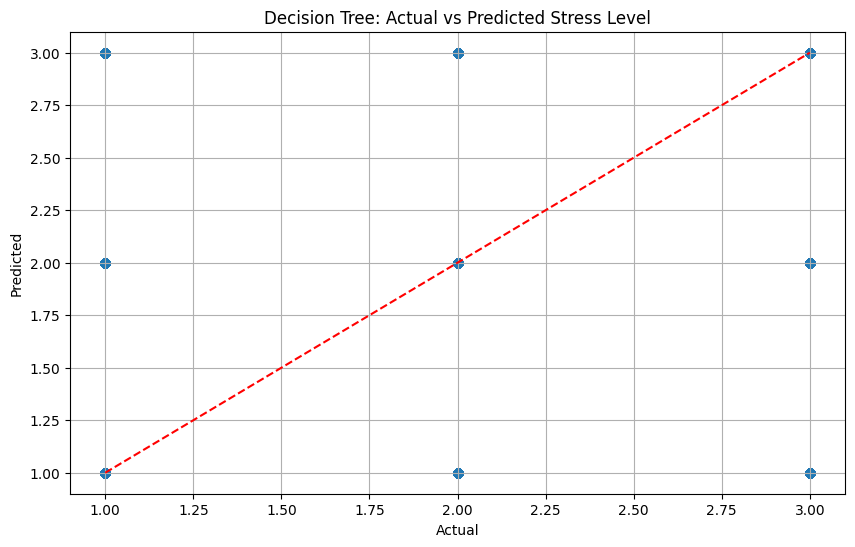 Decision Tree: Actual vs Predicted Stress Level
Predicted
3.00
2.75
2.50
2.25
2.00
1.75
1.50
1.25
1.00
1.00 1.25 1.50 1.75 2.00 2.25 2.50 2.75 3.00
Actual